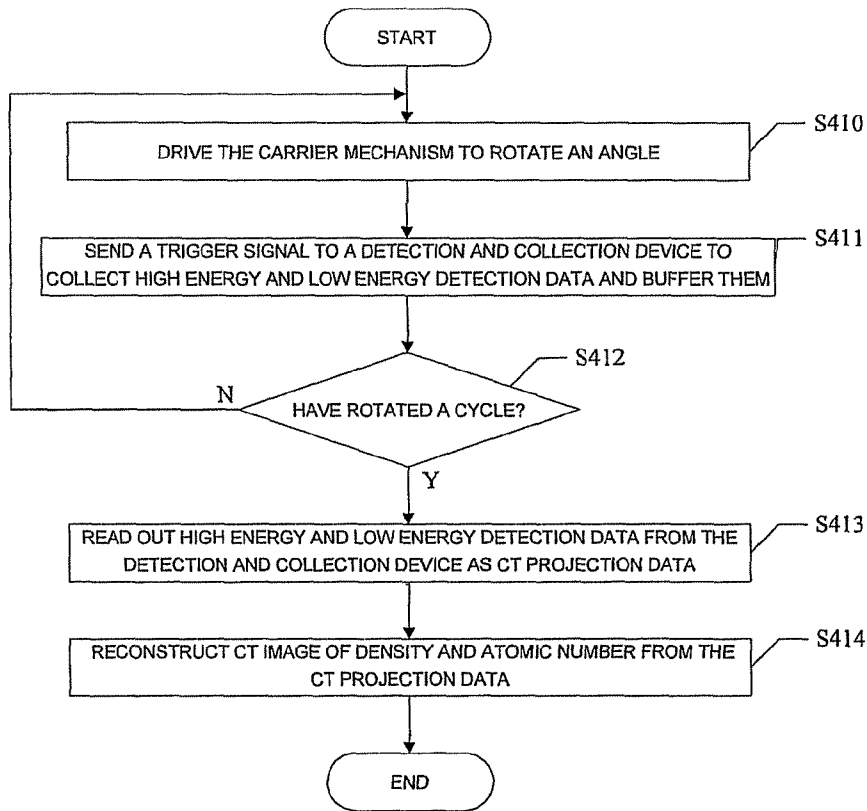 START
S410
DRIVE THE CARRIER MECHANISM TO ROTATE AN ANGLE
S411
SEND A TRIGGER SIGNAL TO A DETECTION AND COLLECTION DEVICE TO
COLLECT HIGH ENERGY AND LOW ENERGY DETECTION DATA AND BUFFER THEM
S412
N
HAVE ROTATED A CYCLE?
Y
S413
READ OUT HIGH ENERGY AND LOW ENERGY DETECTION DATA FROM THE
DETECTION AND COLLECTION DEVICE AS CT PROJECTION DATA
S414
RECONSTRUCT CT IMAGE OF DENSITY AND ATOMIC NUMBER FROM THE
CT PROJECTION DATA
END